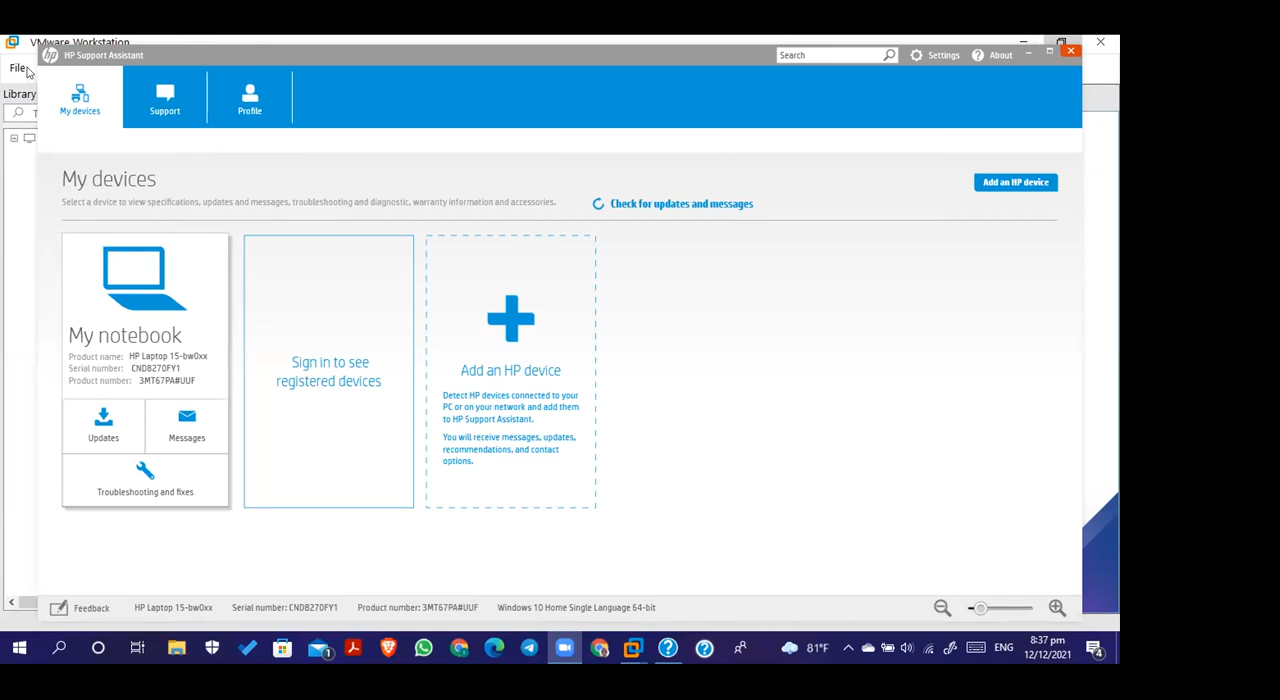 VMware Workstation
HP Support Assistant
Search
Settings
About
File
My devices
Support
Profile
Library
My devices
Add an HP device
Select a device to view specifications, updates and messages, troubleshooting and diagnostic, warranty information and accessories.
Check for updates and messages
My notebook
Product name: HP Laptop 15-bw0xx
Serial number: CND8270FY1
Product number: 3MT67PA#UUF
Updates
Messages
Troubleshooting and fixes
Sign in to see
registered devices
Add an HP device
Detect HP devices connected to your
PC or on your network and add them
to HP Support Assistant.
You will receive messages, updates,
recommendations, and contact
options.
Feedback
HP Laptop 15-bw0xx
Serial number: CND8270FY1
Product number: 3MT67PA#UUF
Windows 10 Home Single Language 64-bit
1
81°F
ENG
8:37 pm
12/12/2021
4